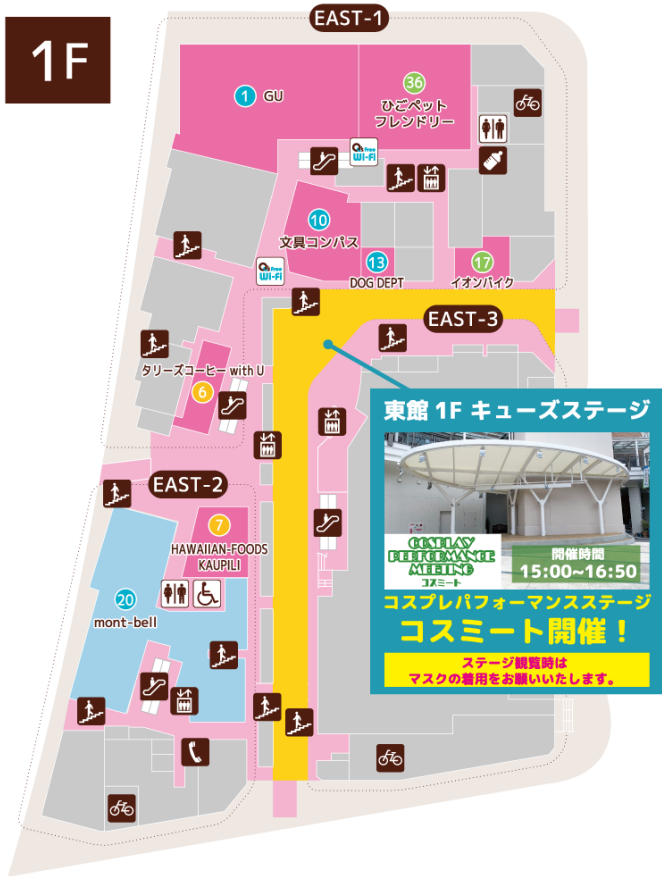 1F
EAST-1
1 GU
36
ひごペット
フレンドリー
free
Wi-Fi
10
文具コンパス
13
DOG DEPT
17
イオンバイク
free
Wi-Fi
EAST-3
タリーズコーヒー with U
6
東館 1F キューズステージ
COSPLAY
PERFORMANCE
MEETING
コスミート
開催時間
15:00~16:50
コスプレパフォーマンスステージ
コスミート開催！
ステージ観覧時は
マスクの着用をお願いいたします。
EAST-2
7
HAWAIIAN-FOODS
KAUPILI
20
mont-bell